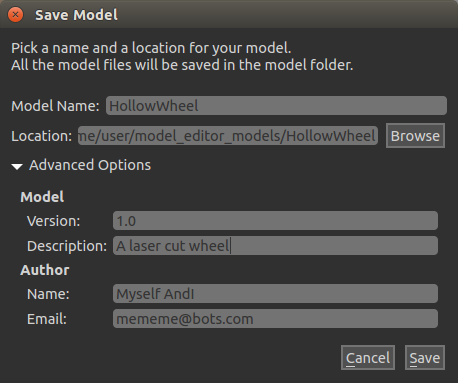 Save Model
Pick a name and a location for your model.
All the model files will be saved in the model folder.
Model Name: HollowWheel
Location: me/user/model_editor_models/HollowWheel Browse
Advanced Options
Model
Version: 1.0
Description: A laser cut wheel
Author
Name: Myself AndI
Email: mememe@bots.com
Cancel Save